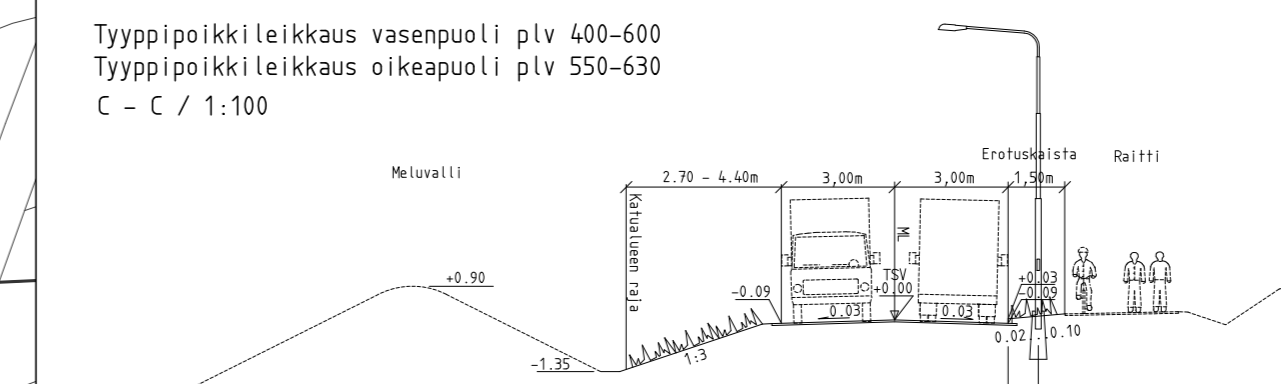 Tyyppipoikkileikkaus vasenpuoli plv 400-600
Tyyppipoikkileikkaus oikeapuoli plv 550-630
C - C / 1:100
Erotuskaista
Raitti
Meluvalli
2.70 - 4.40m
3,00m
3,00m
1,50m
Katualueen raja
ML
+0.90
TSV
+0.00
+0.03
-0.09
-0.09
0.03
0.03
0.02...0.10
1:3
-1.35